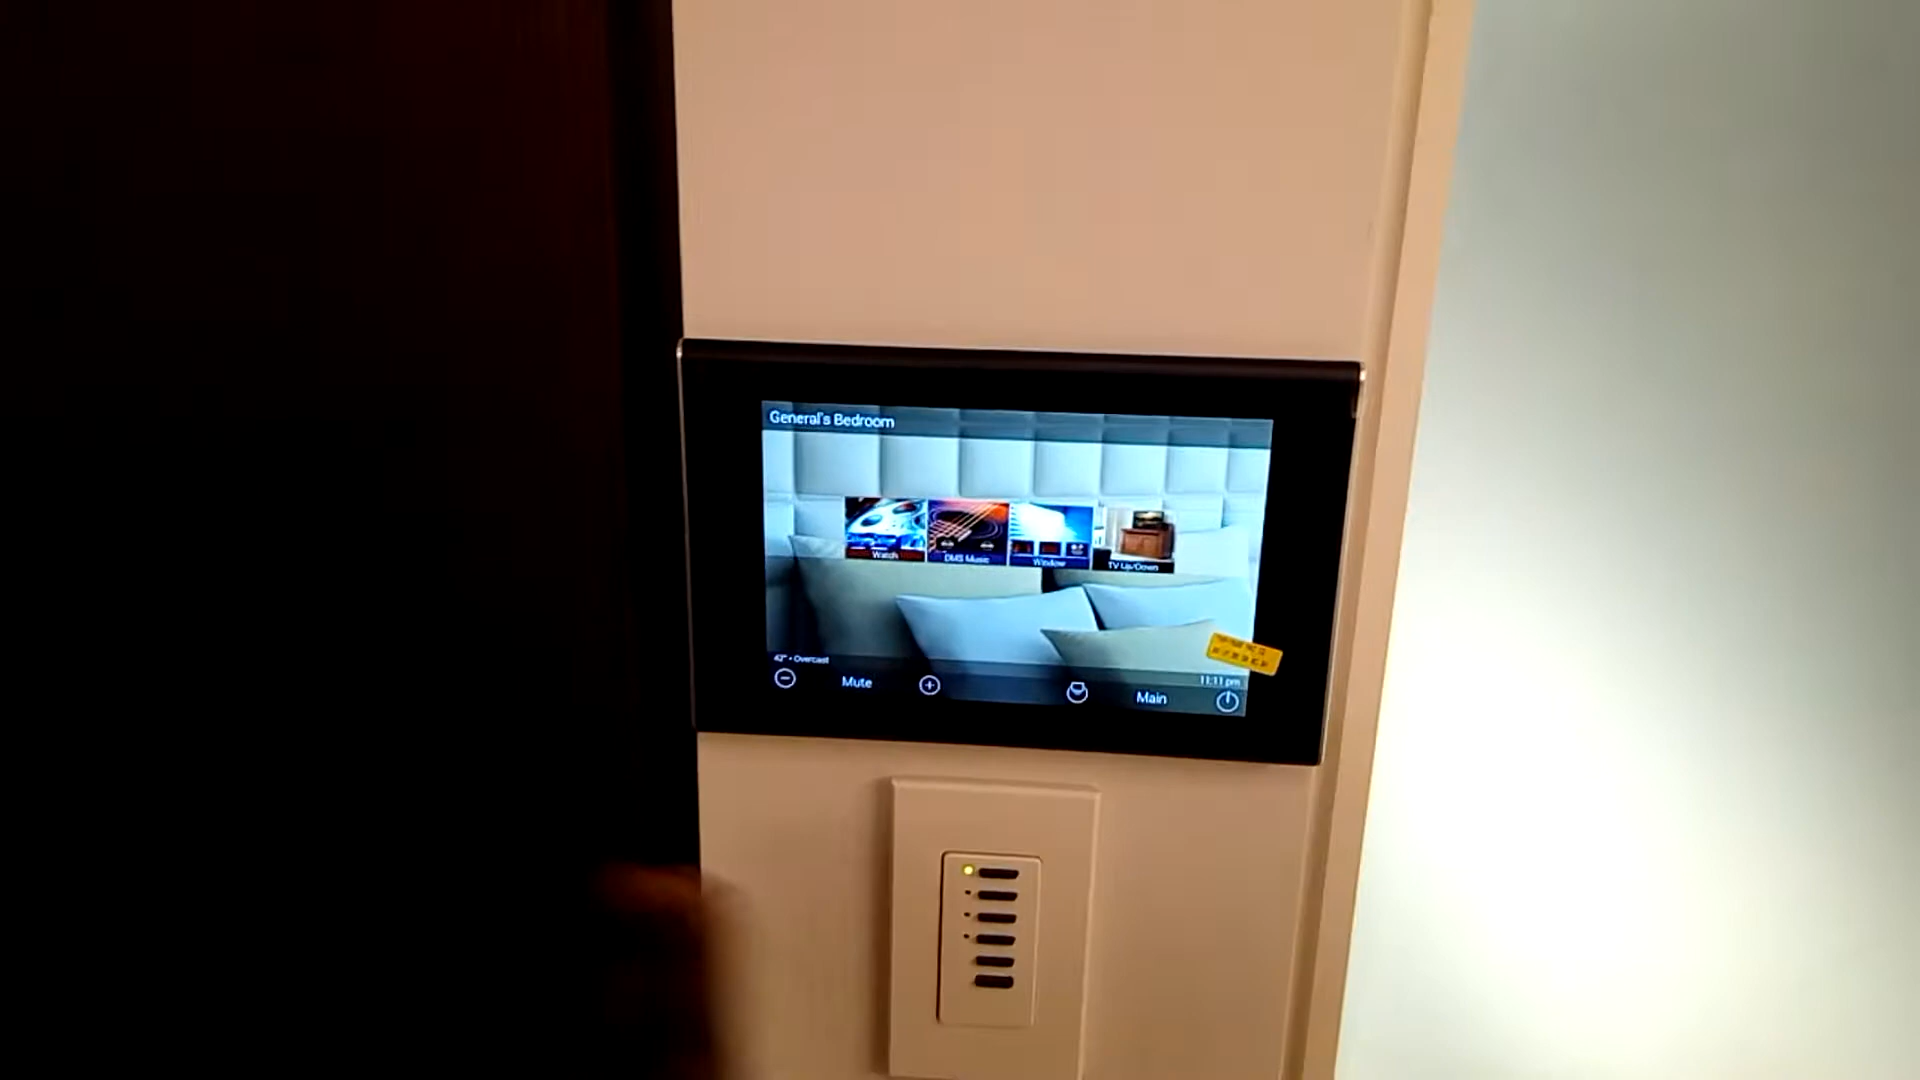 General's Bedroom
Watch
DMS Music
Window
TV Up/Down
42° • Overcast
11:11 pm
Mute
Main